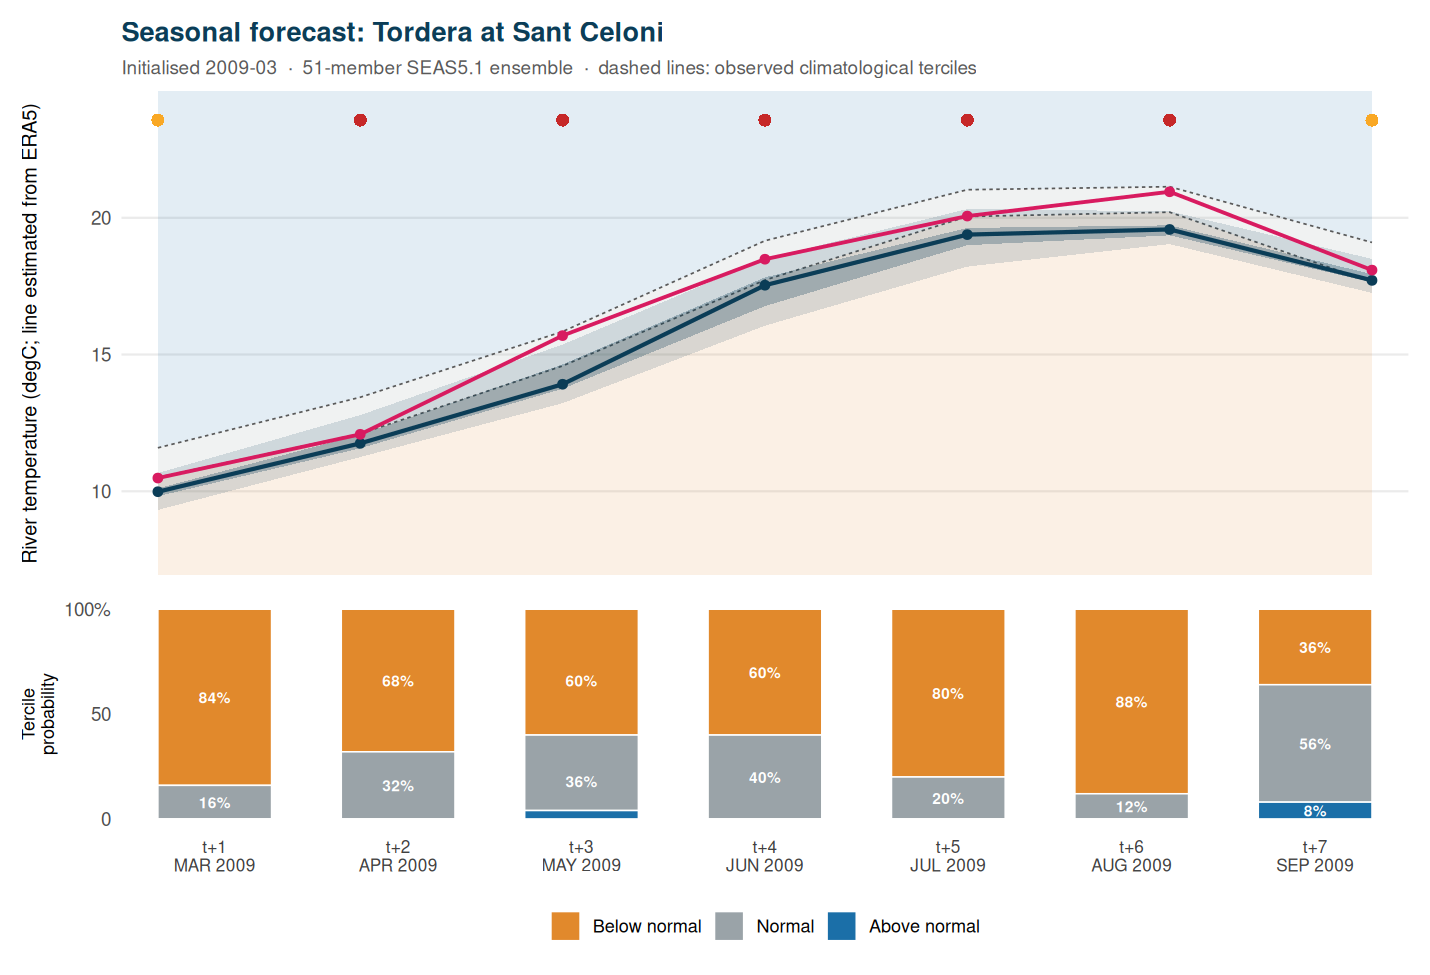 Seasonal forecast: Tordera at Sant Celoni
Initialised 2009-03 · 51-member SEAS5.1 ensemble · dashed lines: observed climatological terciles
River temperature (degC; line estimated from ERA5)
20
15
10
Tercile
probability
100%
50
0
84%
16%
68%
32%
60%
36%
60%
40%
80%
20%
88%
12%
36%
56%
8%
t+1
MAR 2009
t+2
APR 2009
t+3
MAY 2009
t+4
JUN 2009
t+5
JUL 2009
t+6
AUG 2009
t+7
SEP 2009
Below normal
Normal
Above normal